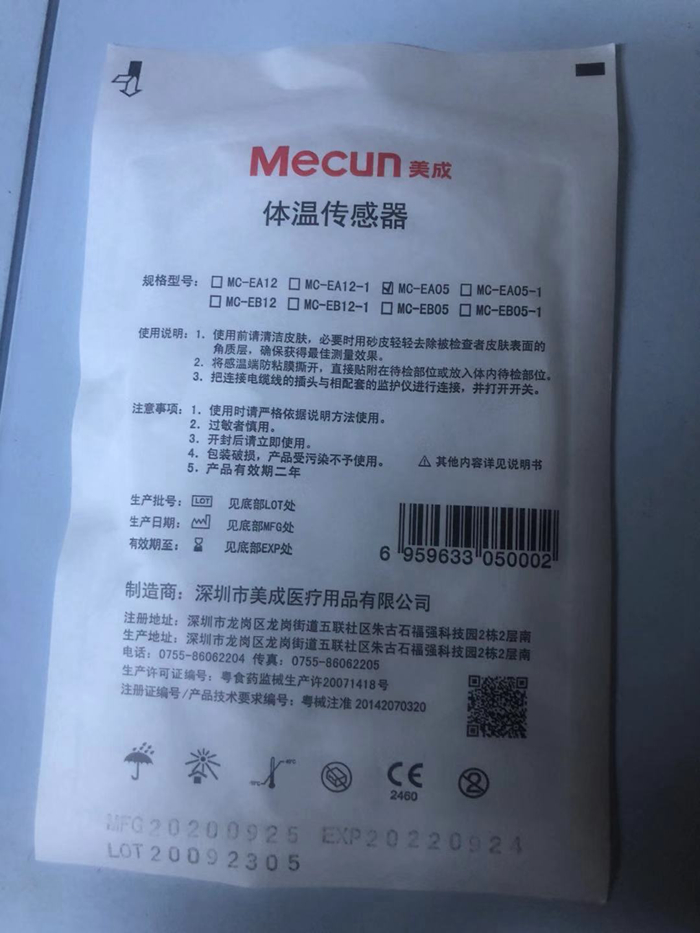 Mecun 美成
体温传感器
规格型号： □ MC-EA12 □ MC-EA12-1 ☑ MC-EA05 □ MC-EA05-1
□ MC-EB12 □ MC-EB12-1 □ MC-EB05 □ MC-EB05-1
使用说明：1. 使用前请清洁皮肤，必要时用砂皮轻轻去除被检查者皮肤表面的
角质层，确保获得最佳测量效果。
2. 将感温端防粘膜撕开，直接贴附在待检部位或放入体内待检部位。
3. 把连接电缆线的插头与相配套的监护仪进行连接，并打开开关。
注意事项：1. 使用时请严格依据说明方法使用。
2. 过敏者慎用。
3. 开封后请立即使用。
4. 包装破损，产品受污染不予使用。
5. 产品有效期二年
⚠ 其他内容详见说明书
生产批号： LOT 见底部LOT处
生产日期： 见底部MFG处
有效期至： 见底部EXP处
6 959633 050002
制造商：深圳市美成医疗用品有限公司
注册地址：深圳市龙岗区龙岗街道五联社区朱古石福强科技园2栋2层南
生产地址：深圳市龙岗区龙岗街道五联社区朱古石福强科技园2栋2层南
电话：0755-86062204 传真：0755-86062205
生产许可证编号：粤食药监械生产许20071418号
注册证编号/产品技术要求编号：粤械注准 20142070320
CE
2460
MFG20200925 EXP20220924
LOT20092305